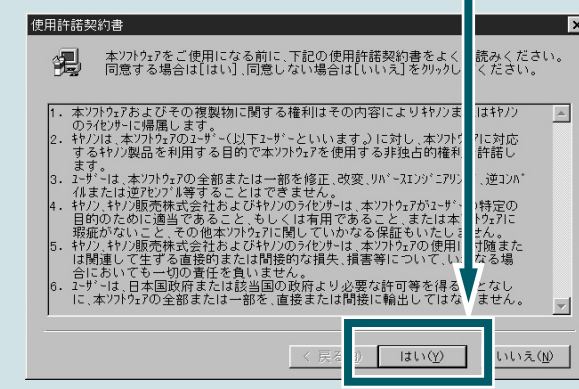 使用許諾契約書
本ソフトウェアをご使用になる前に、下記の使用許諾契約書をよく 読みください。
同意する場合は[はい]、同意しない場合は[いいえ]をクリックし ください。
1. 本ソフトウェアおよびその複製物に関する権利はその内容によりキヤノンま はキヤノン
のライセンサーに帰属します。
2. キヤノンは、本ソフトウェアのユーザー(以下ユーザーといいます。)に対し、本ソフトウェアに対応
するキヤノン製品を利用する目的で本ソフトウェアを使用する非独占的権利 許諾し
ます。
3. ユーザーは、本ソフトウェアの全部または一部を修正、改変、リバースエンジニアリン 、逆コンパ
イルまたは逆アセンブル等することはできません。
4. キヤノン、キヤノン販売株式会社およびキヤノンのライセンサーは、本ソフトウェアがユーザー 特定の
目的のために適当であること、もしくは有用であること、または本 トウェアに
瑕疵がないこと、その他本ソフトウェアに関していかなる保証もいたし せん。
5. キヤノン、キヤノン販売株式会社およびキヤノンのライセンサーは、本ソフトウェアの使用 付随また
は関連して生ずる直接的または間接的な損失、損害等について、い なる場
合においても一切の責任を負いません。
6. ユーザーは、日本国政府または該当国の政府より必要な許可等を得る となし
に、本ソフトウェアの全部または一部を、直接または間接に輸出してはな ません。
< 戻る )
はい(Y)
いいえ(N)